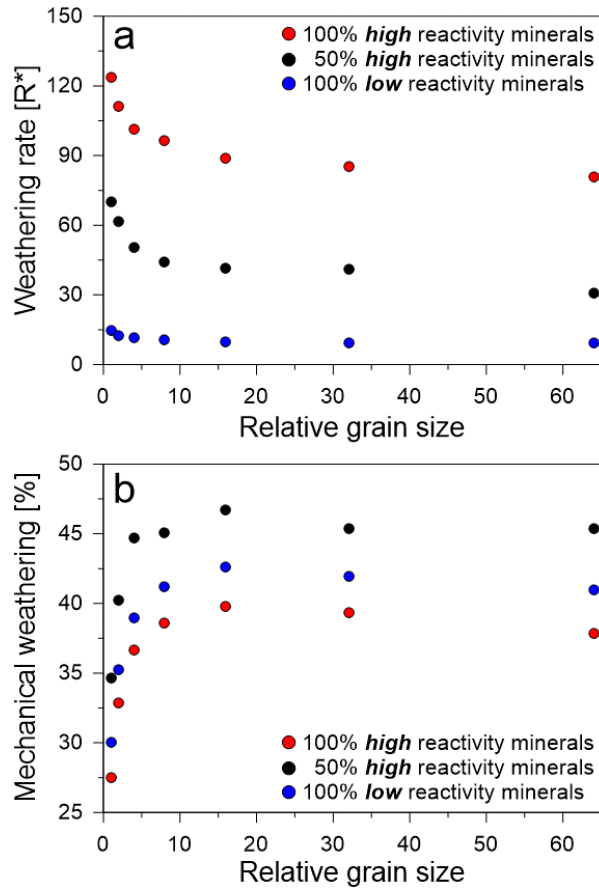 a
100% high reactivity minerals
50% high reactivity minerals
100% low reactivity minerals
Weathering rate [R*]
150
120
90
60
30
0
0 10 20 30 40 50 60
Relative grain size
b
Mechanical weathering [%]
50
45
40
35
30
25
100% high reactivity minerals
50% high reactivity minerals
100% low reactivity minerals
0 10 20 30 40 50 60
Relative grain size